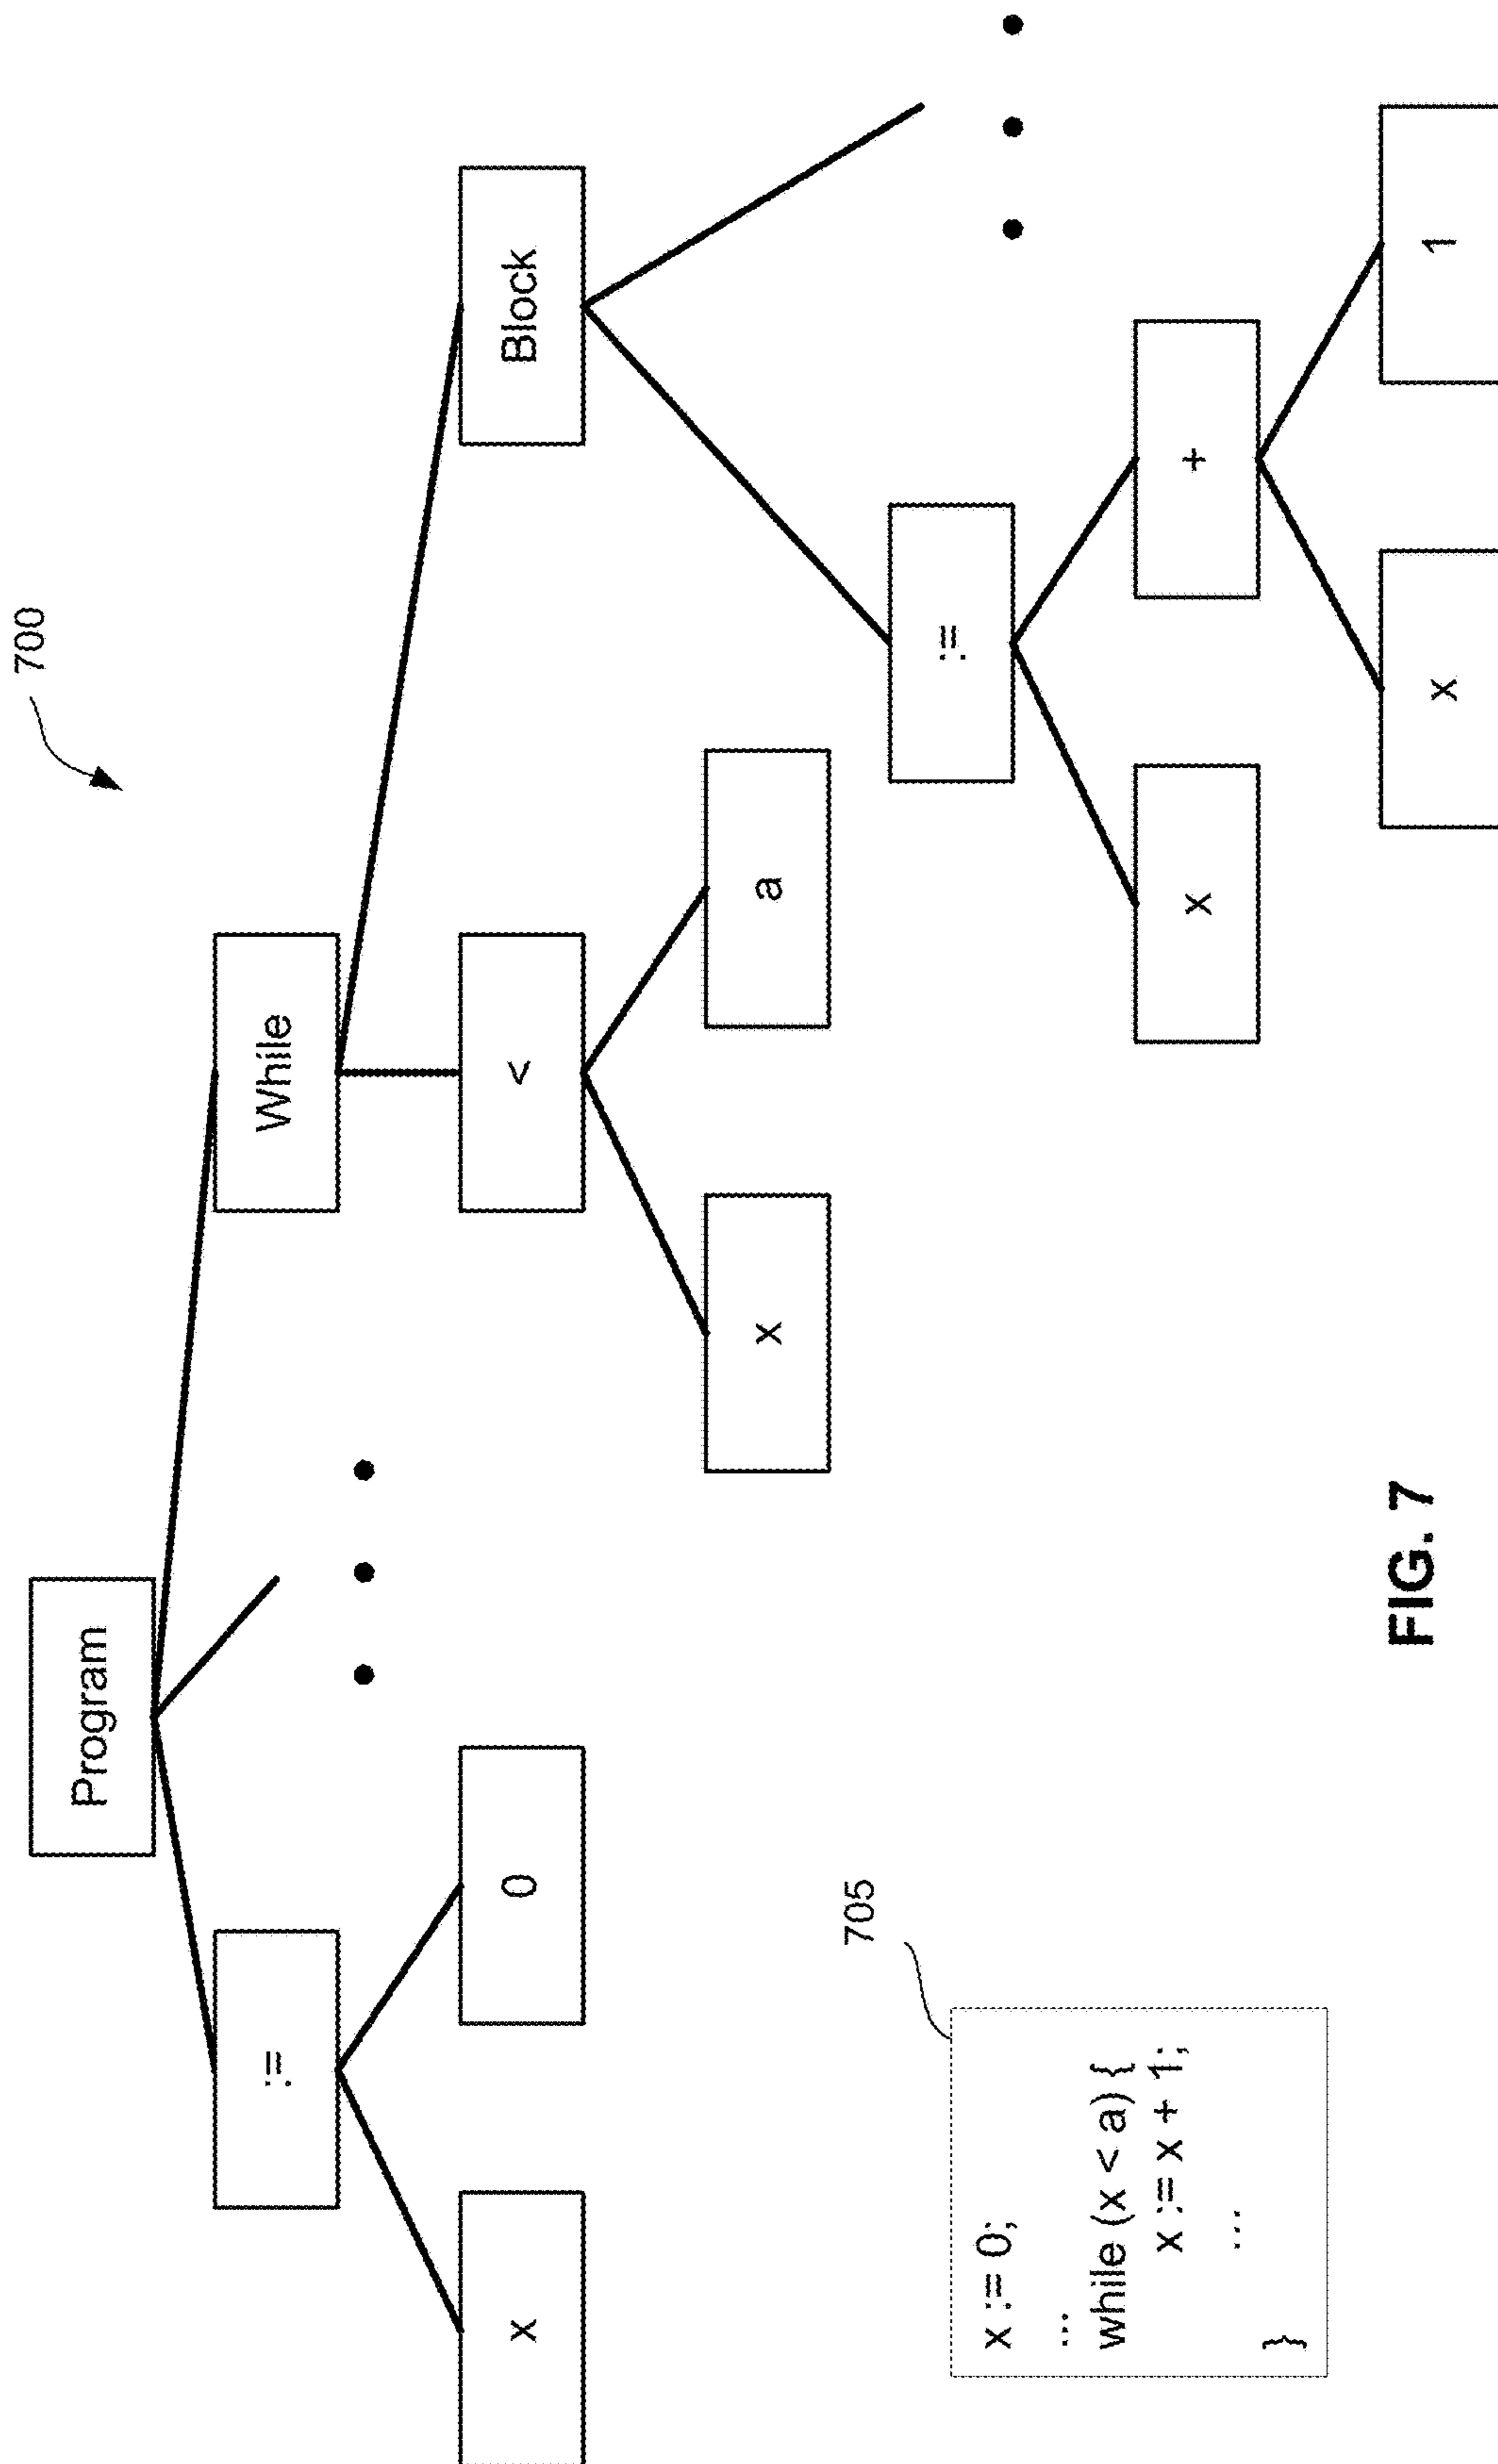 700
Program
:=
While
x
0
<
Block
x
a
:=
x
+
x
1
705
x := 0;
...
while (x < a) {
x := x + 1;
...
}
FIG. 7